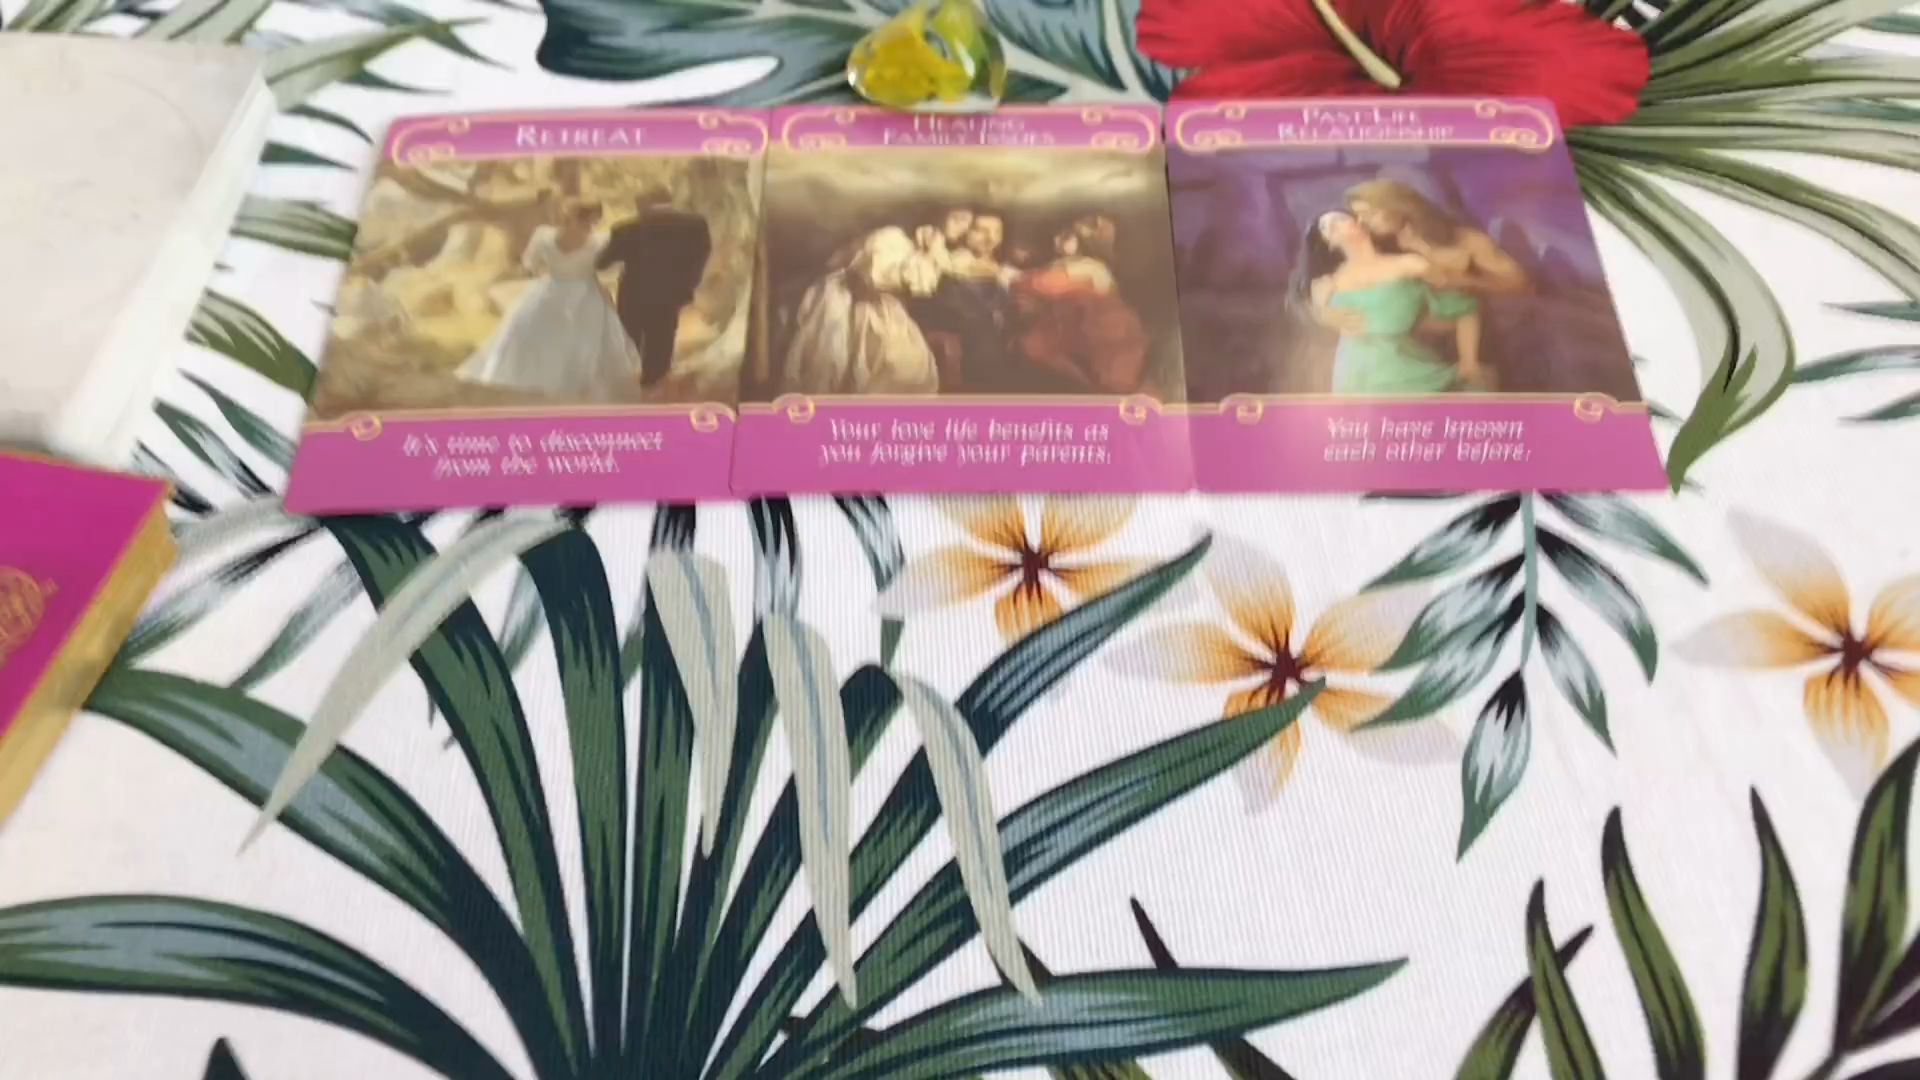 RETREAT
HEALING
FAMILY ISSUES
PAST-LIFE
RELATIONSHIP
It's time to disconnect
from the world.
Your love life benefits as
you forgive your parents.
You have known
each other before.